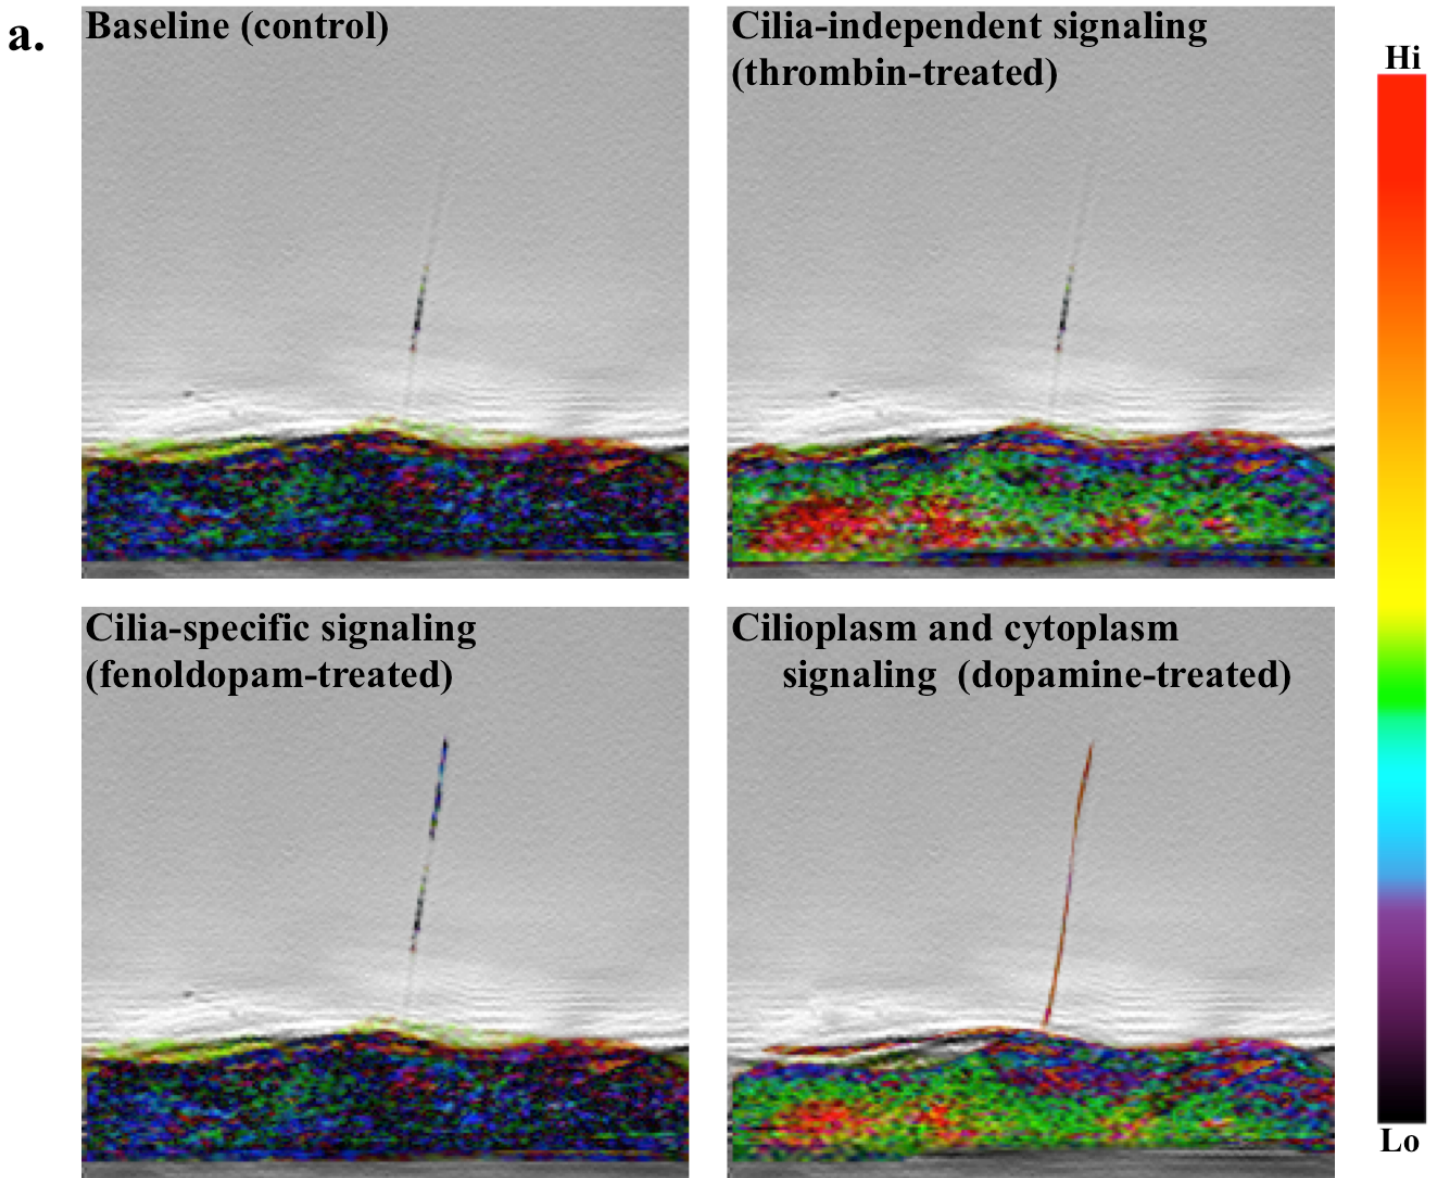 a.
Baseline (control)
Cilia-independent signaling
(thrombin-treated)
Hi
Cilia-specific signaling
(fenoldopam-treated)
Cilioplasm and cytoplasm
signaling (dopamine-treated)
Lo